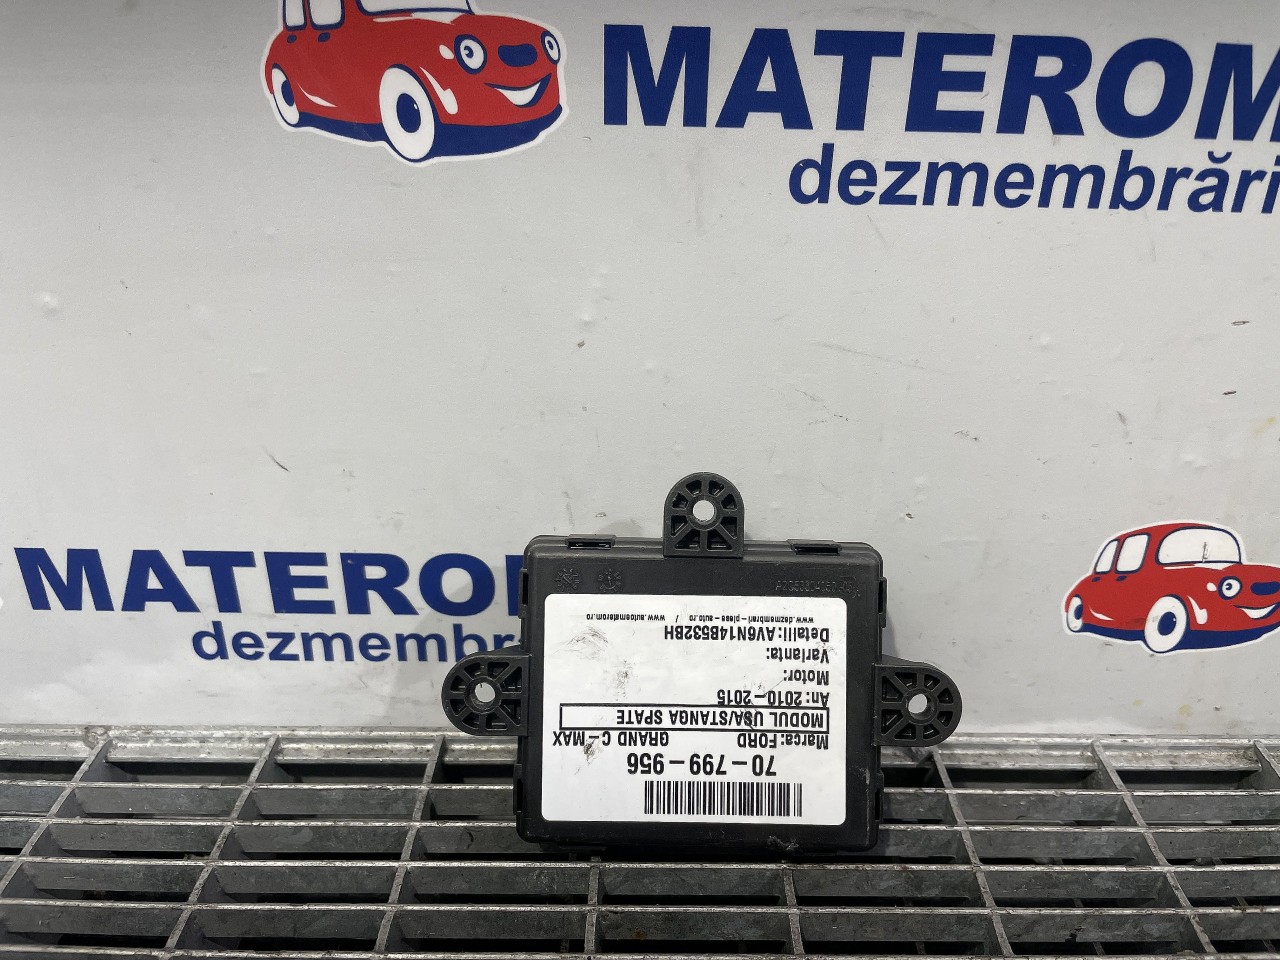 MATEROM
dezmembrări
MATEROM
dezmembrări
70-799-956
Marca: FORD GRAND C-MAX
MODUL USA/STANGA SPATE
An: 2010-2015
Motor:
Varianta:
Detalii: AV6N14B532BH
www.dezmembrari-piese-auto.ro / www.automaterom.ro